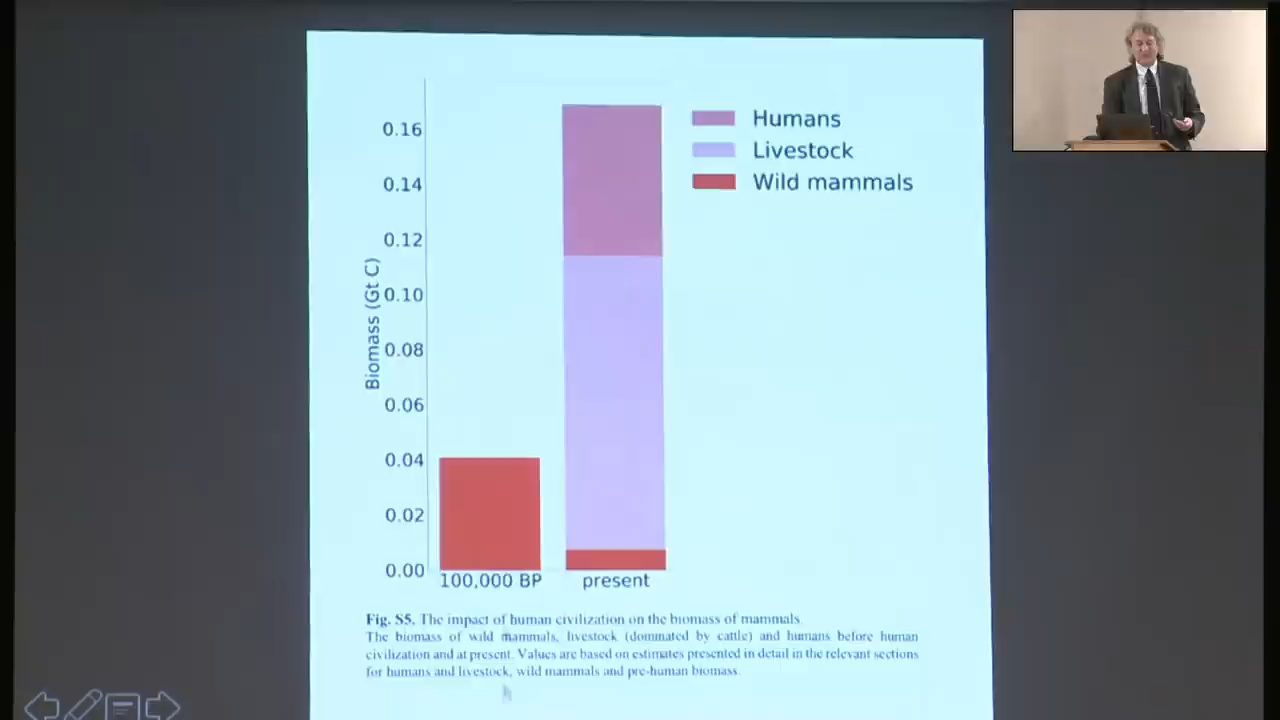 Humans
Livestock
Wild mammals
0.16
0.14
0.12
0.10
0.08
0.06
0.04
0.02
0.00
Biomass (Gt C)
100,000 BP
present
Fig. S5. The impact of human civilization on the biomass of mammals.
The biomass of wild mammals, livestock (dominated by cattle) and humans before human
civilization and at present. Values are based on estimates presented in detail in the relevant sections
for humans and livestock, wild mammals and pre-human biomass.